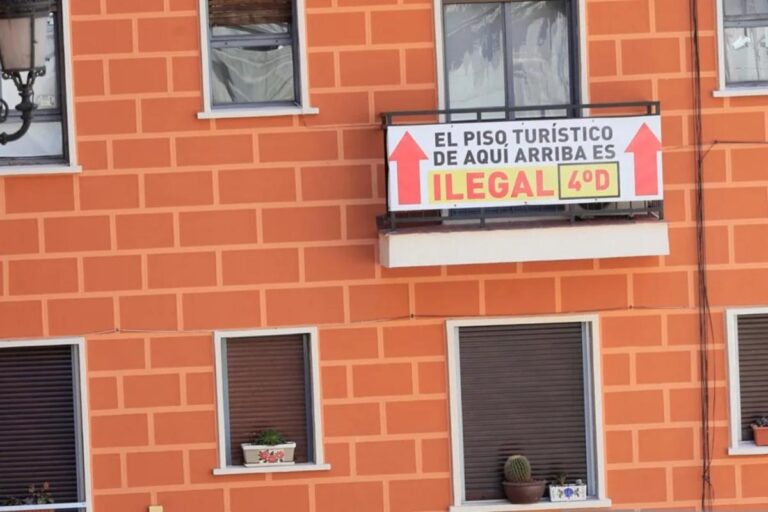 EL PISO TURÍSTICO
DE AQUÍ ARRIBA ES
ILEGAL 4ºD